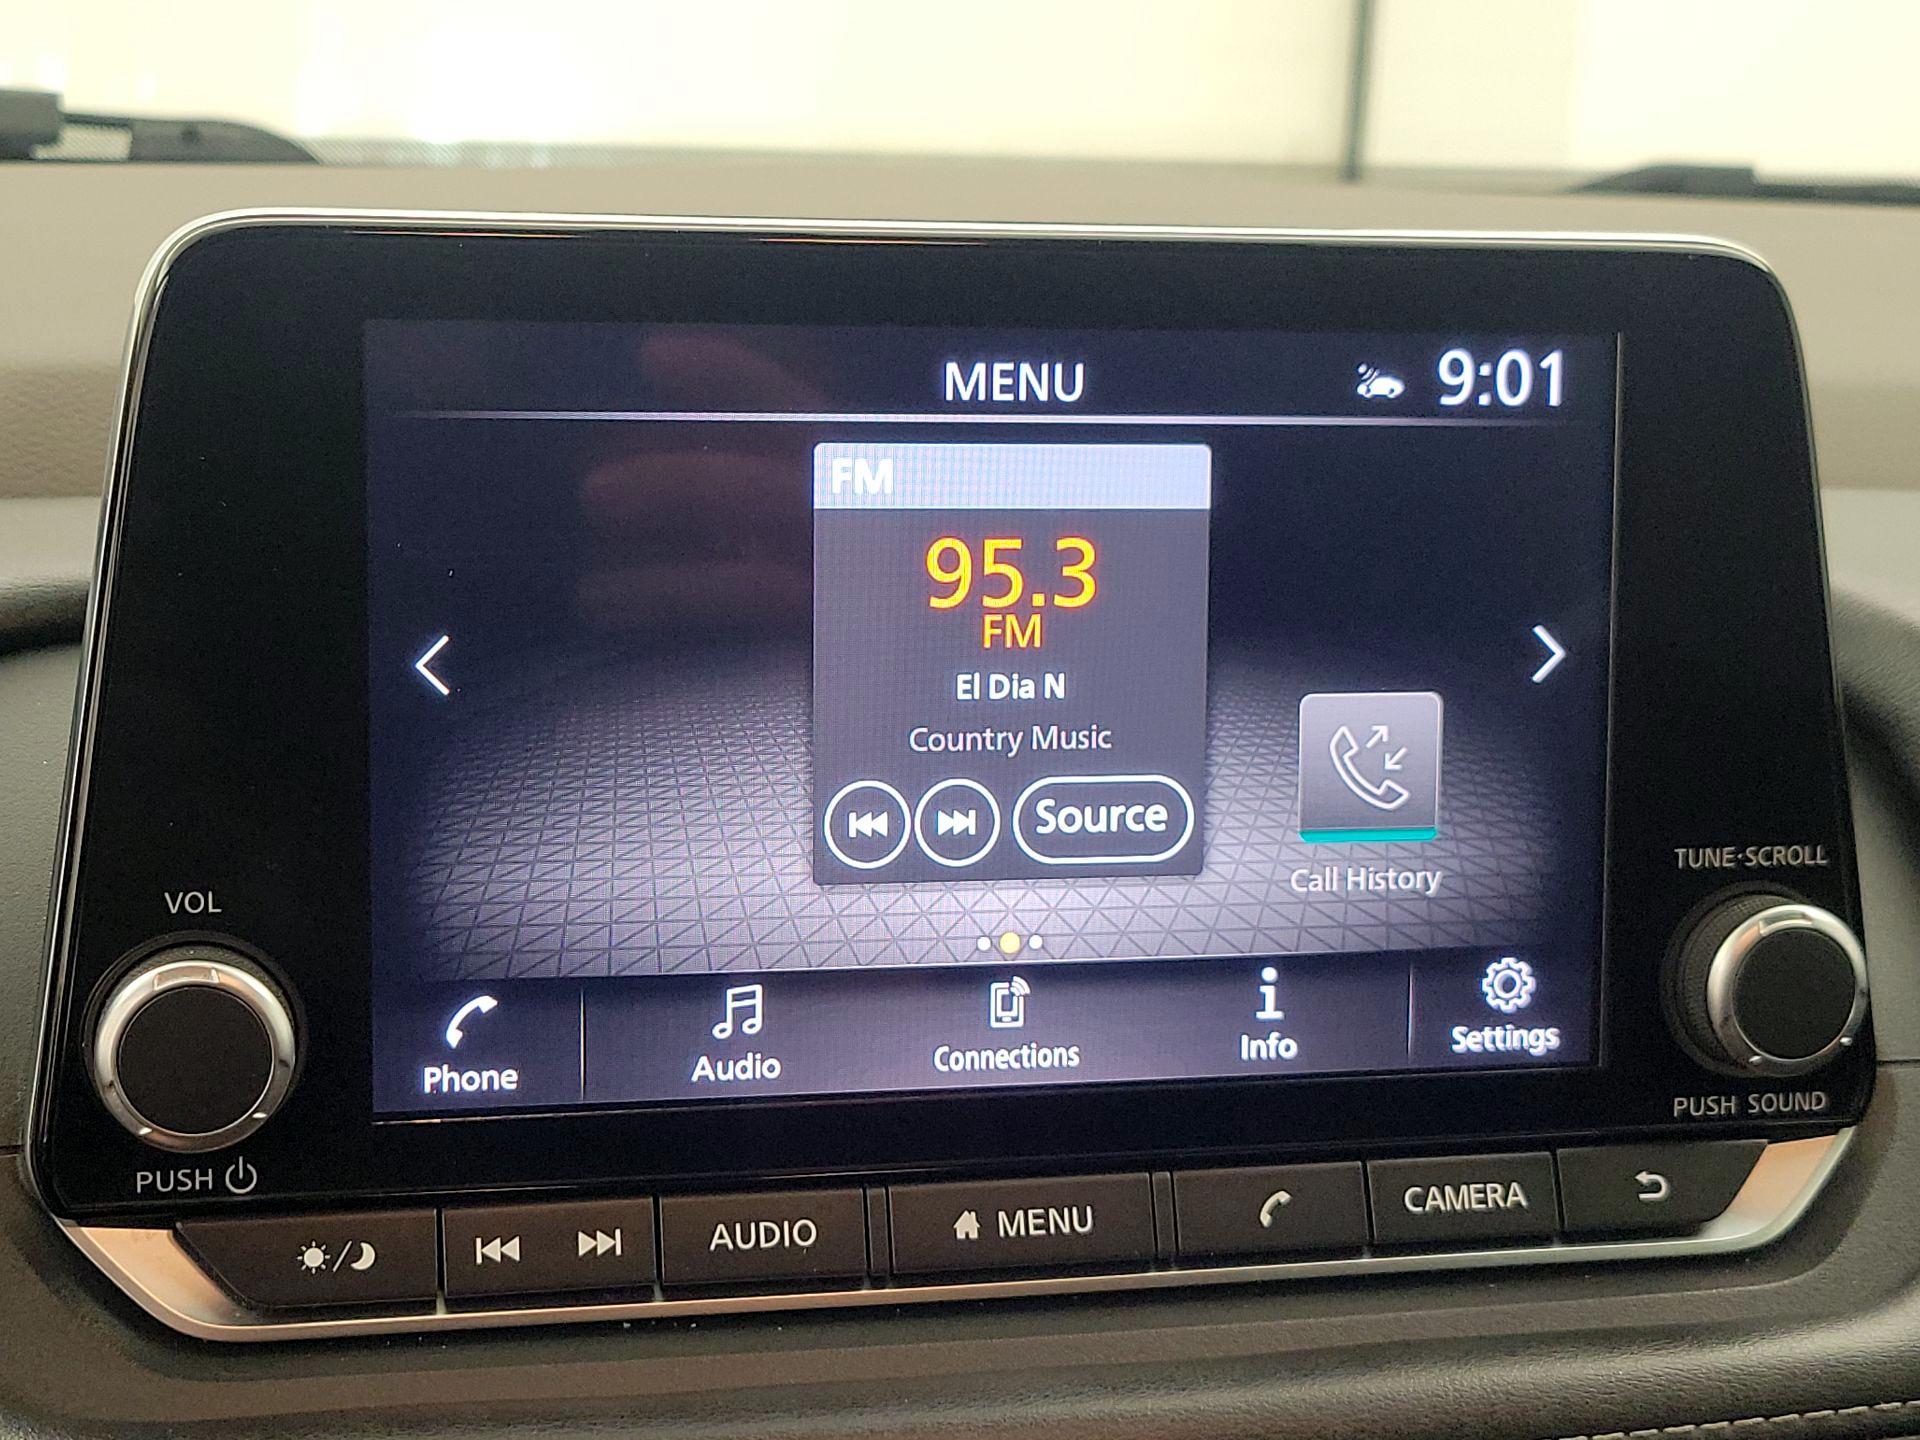 MENU
9:01
FM
95.3
FM
El Dia N
Country Music
Source
Call History
Phone
Audio
Connections
Info
Settings
VOL
PUSH
TUNE·SCROLL
PUSH SOUND
AUDIO
MENU
CAMERA